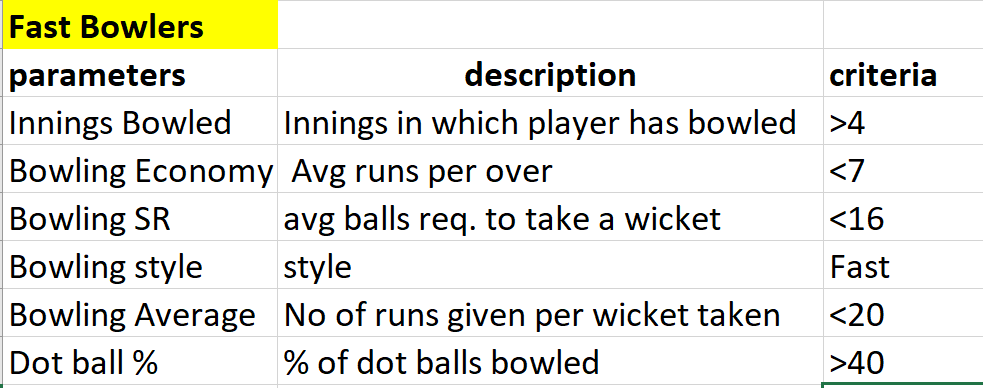 Fast Bowlers
parameters description criteria
Innings Bowled Innings in which player has bowled >4
Bowling Economy Avg runs per over <7
Bowling SR avg balls req. to take a wicket <16
Bowling style style Fast
Bowling Average No of runs given per wicket taken <20
Dot ball % % of dot balls bowled >40